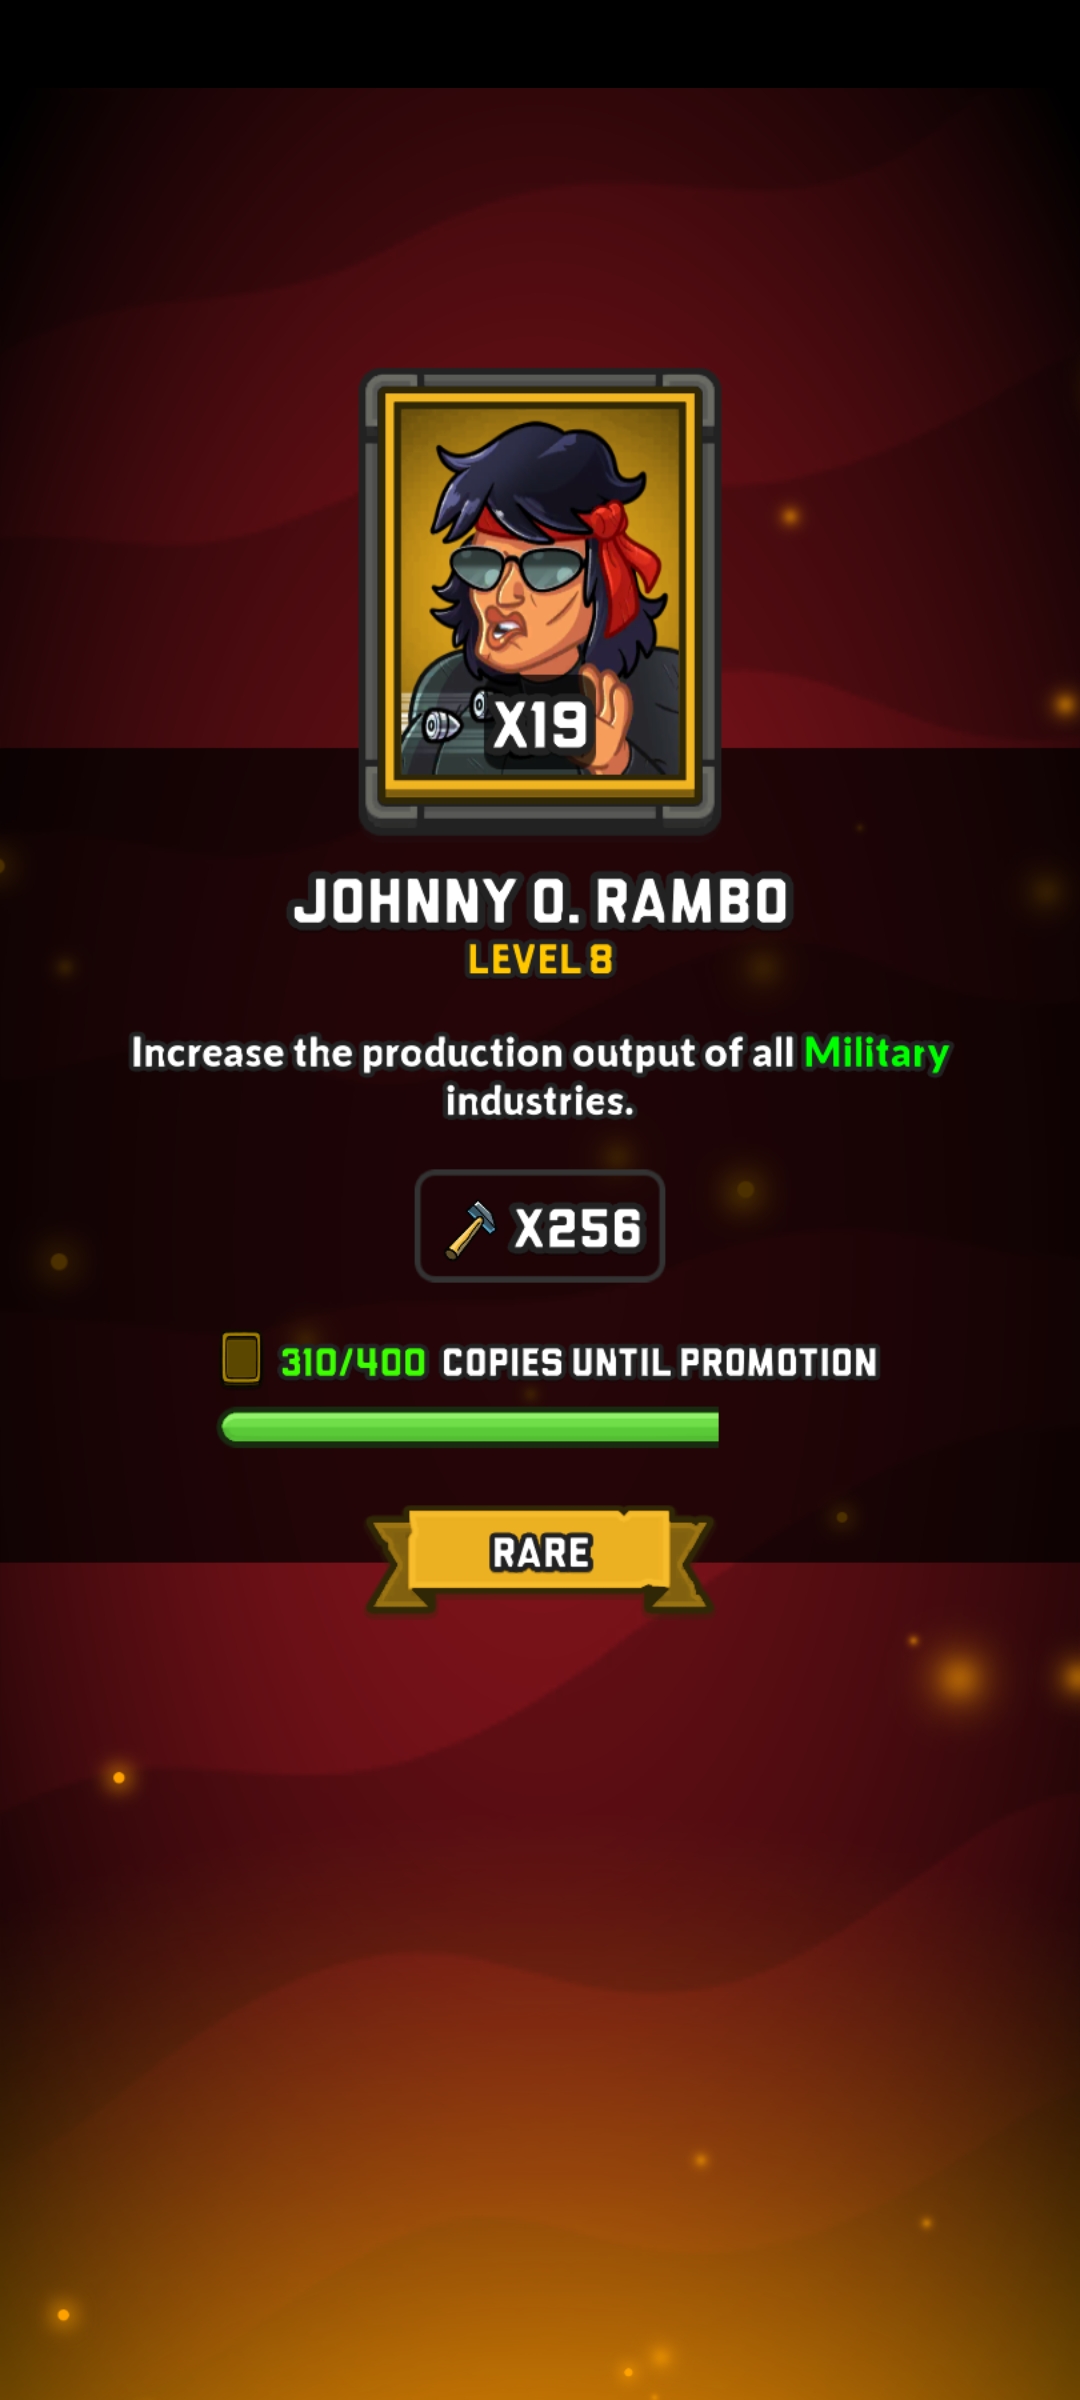 X19
JOHNNY O. RAMBO
LEVEL 8
Increase the production output of all Military
industries.
X256
310/400 COPIES UNTIL PROMOTION
RARE